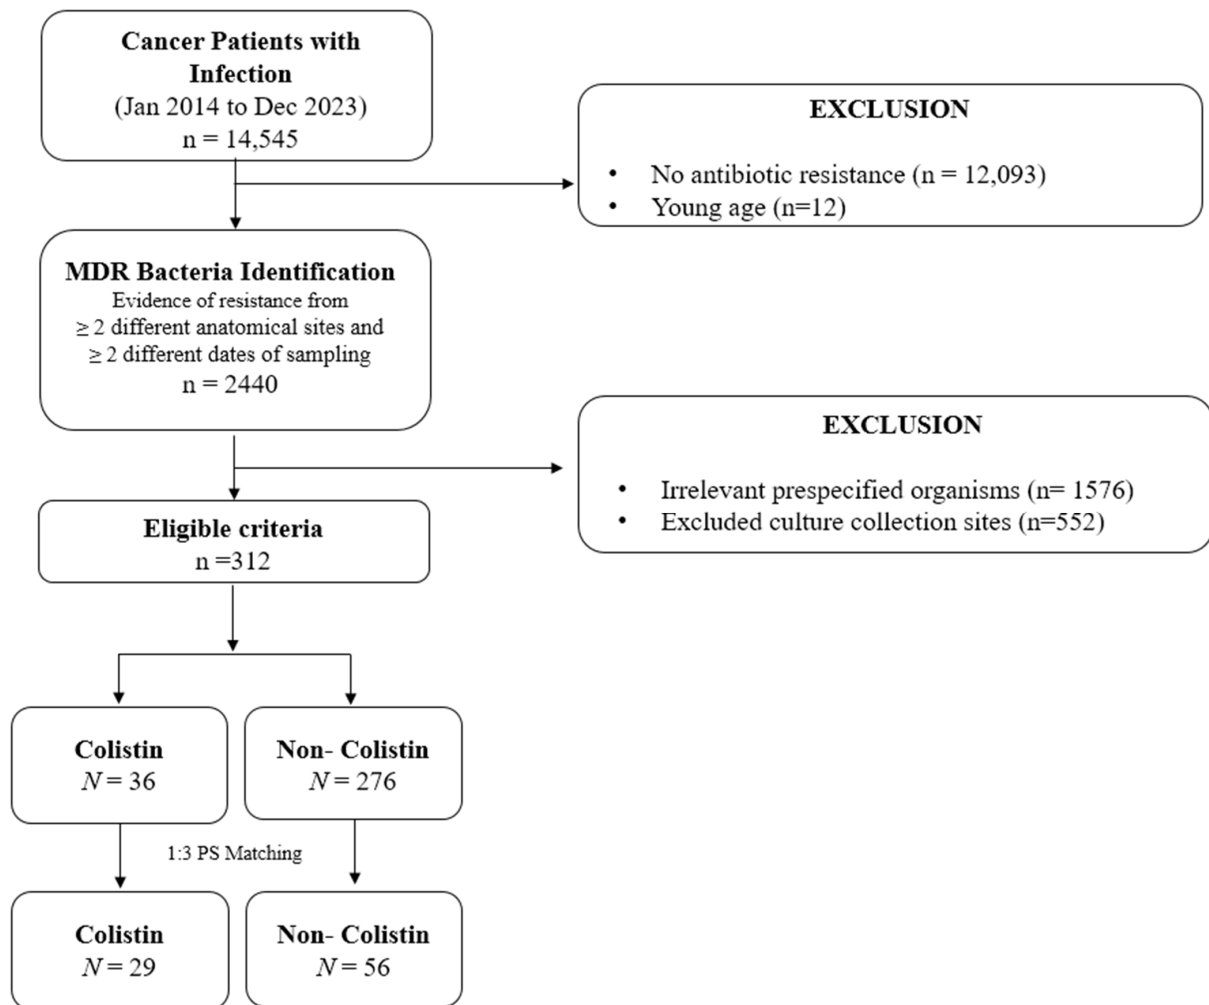 Cancer Patients with
Infection
(Jan 2014 to Dec 2023)
n = 14,545
EXCLUSION
• No antibiotic resistance (n = 12,093)
• Young age (n=12)
MDR Bacteria Identification
Evidence of resistance from
≥ 2 different anatomical sites and
≥ 2 different dates of sampling
n = 2440
EXCLUSION
• Irrelevant prespecified organisms (n= 1576)
• Excluded culture collection sites (n=552)
Eligible criteria
n =312
Colistin
N = 36
Non- Colistin
N = 276
1:3 PS Matching
Colistin
N = 29
Non- Colistin
N = 56